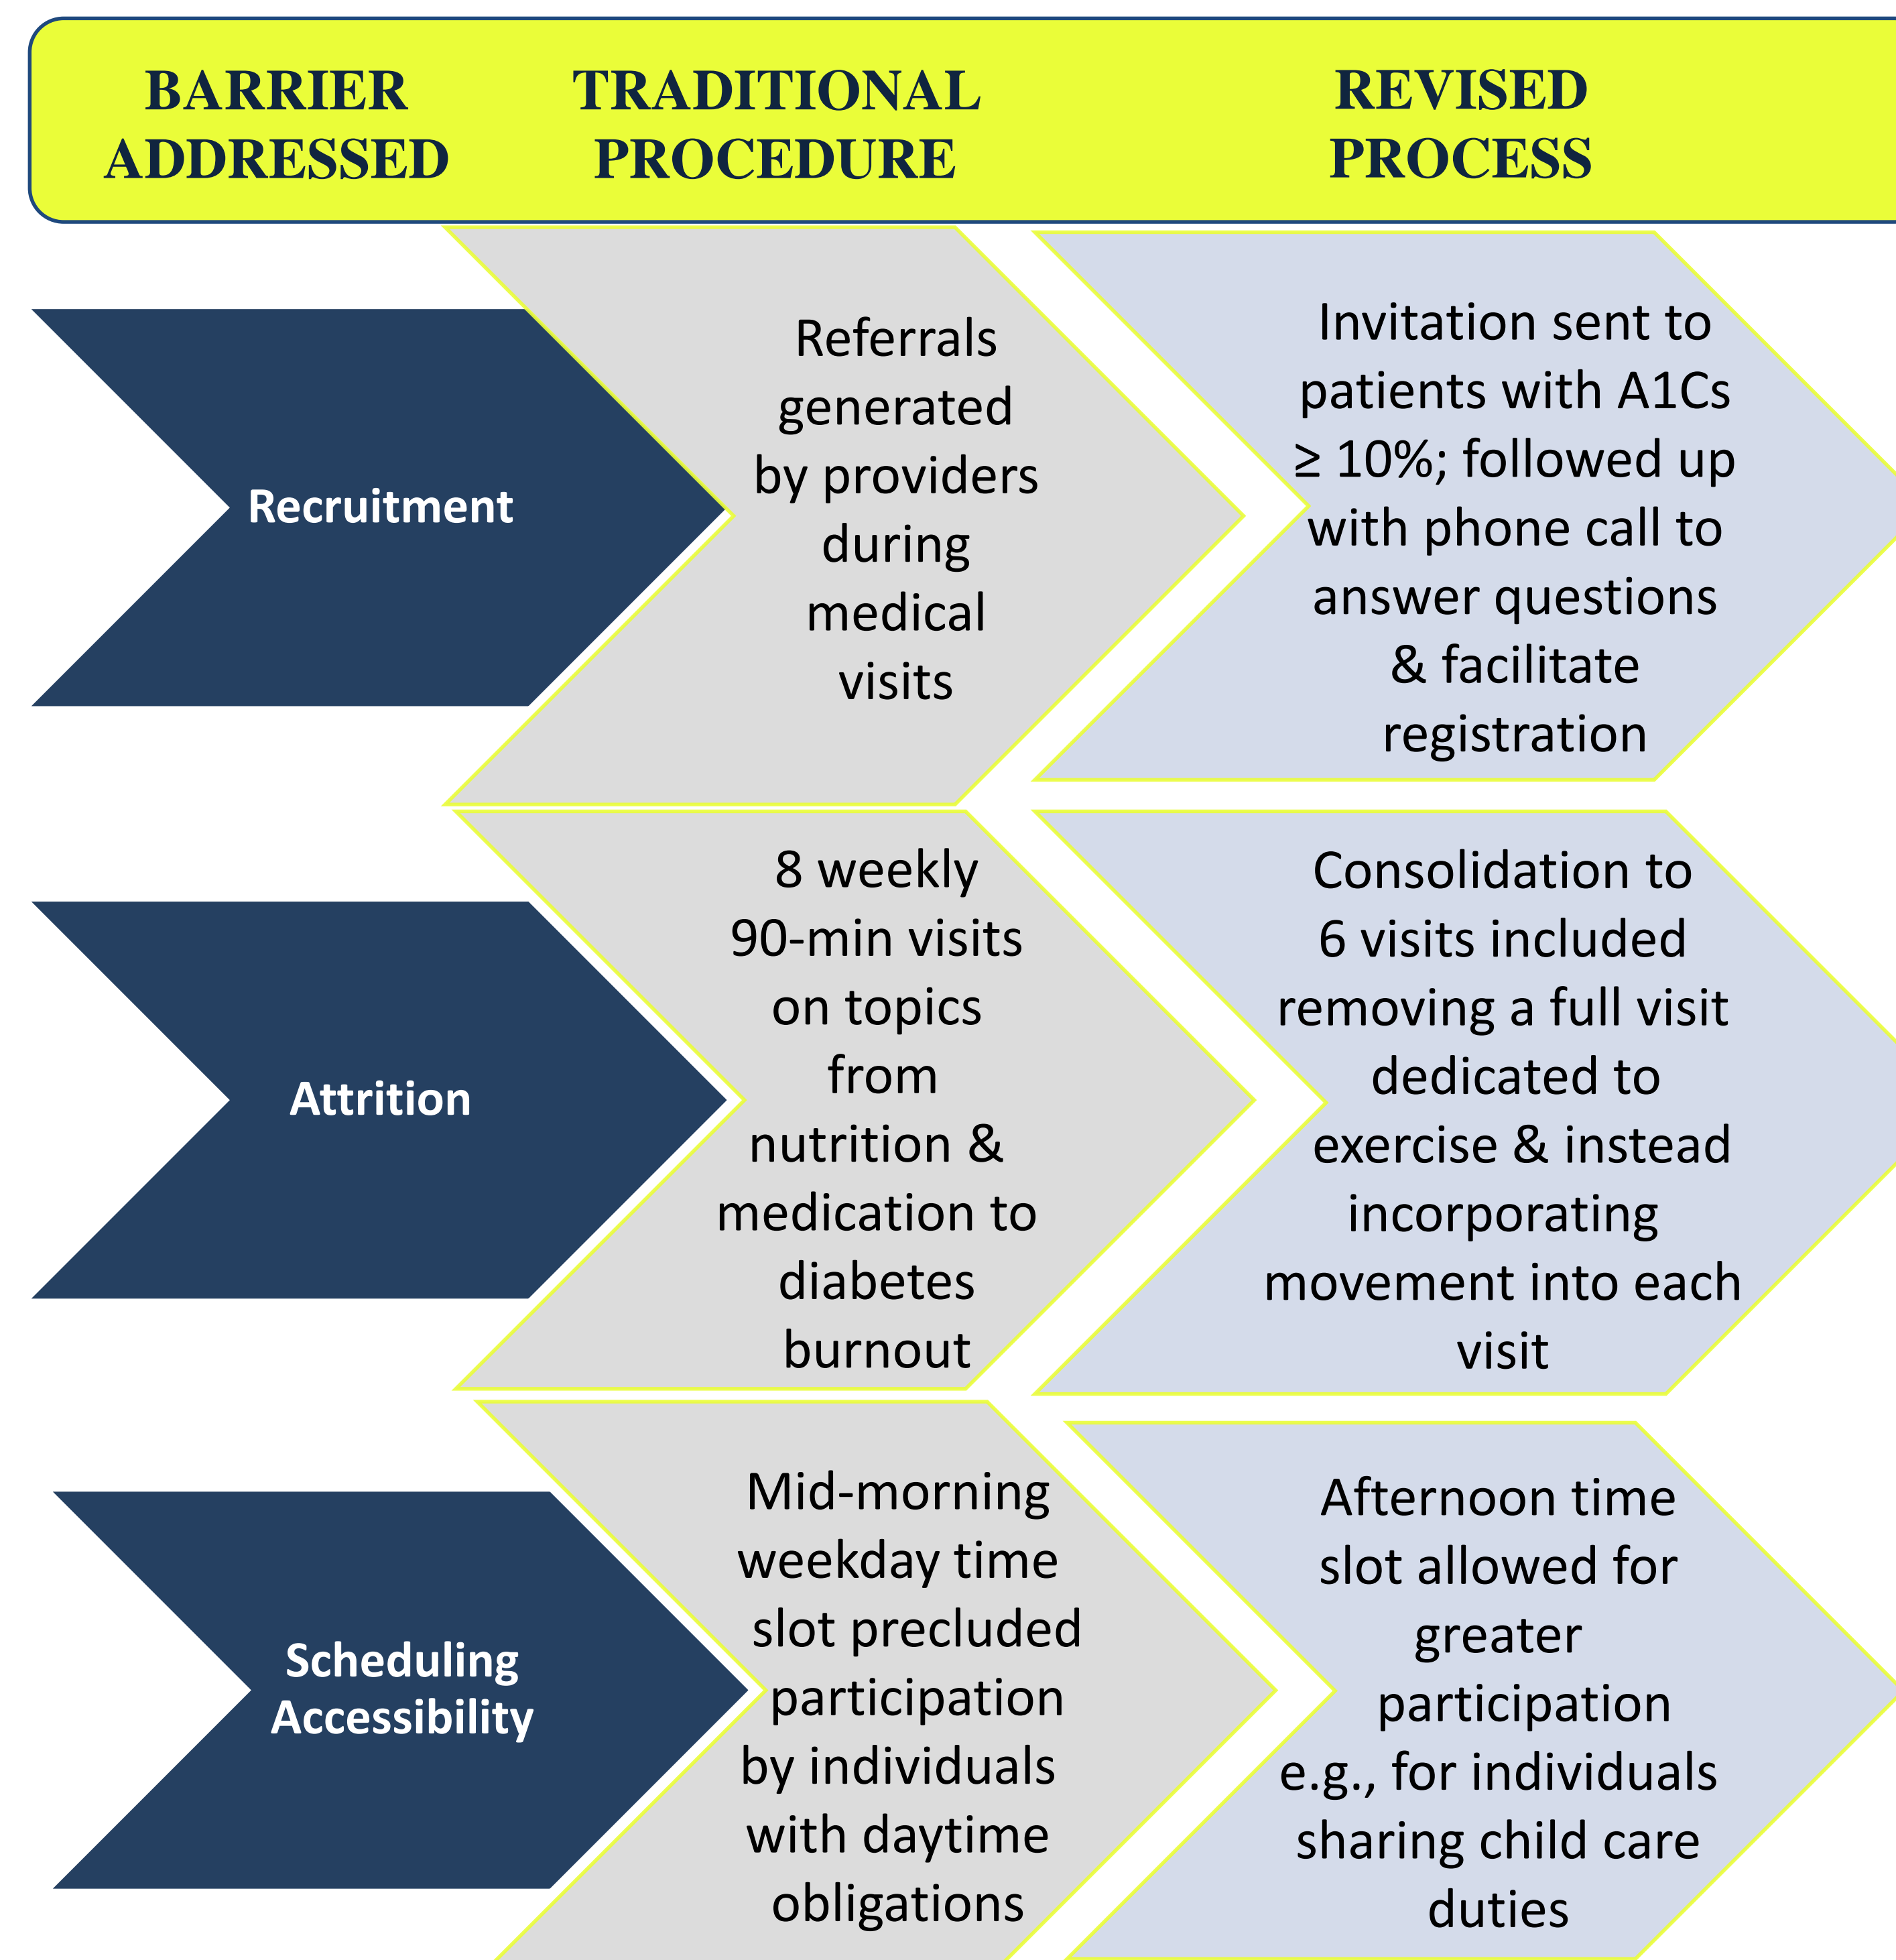 BARRIER
ADDRESSED
TRADITIONAL
PROCEDURE
REVISED
PROCESS
Recruitment
Referrals
generated
by providers
during
medical
visits
Invitation sent to
patients with A1Cs
≥ 10%; followed up
with phone call to
answer questions
& facilitate
registration
Attrition
8 weekly
90-min visits
on topics
from
nutrition &
medication to
diabetes
burnout
Consolidation to
6 visits included
removing a full visit
dedicated to
exercise & instead
incorporating
movement into each
visit
Scheduling
Accessibility
Mid-morning
weekday time
slot precluded
participation
by individuals
with daytime
obligations
Afternoon time
slot allowed for
greater
participation
e.g., for individuals
sharing child care
duties